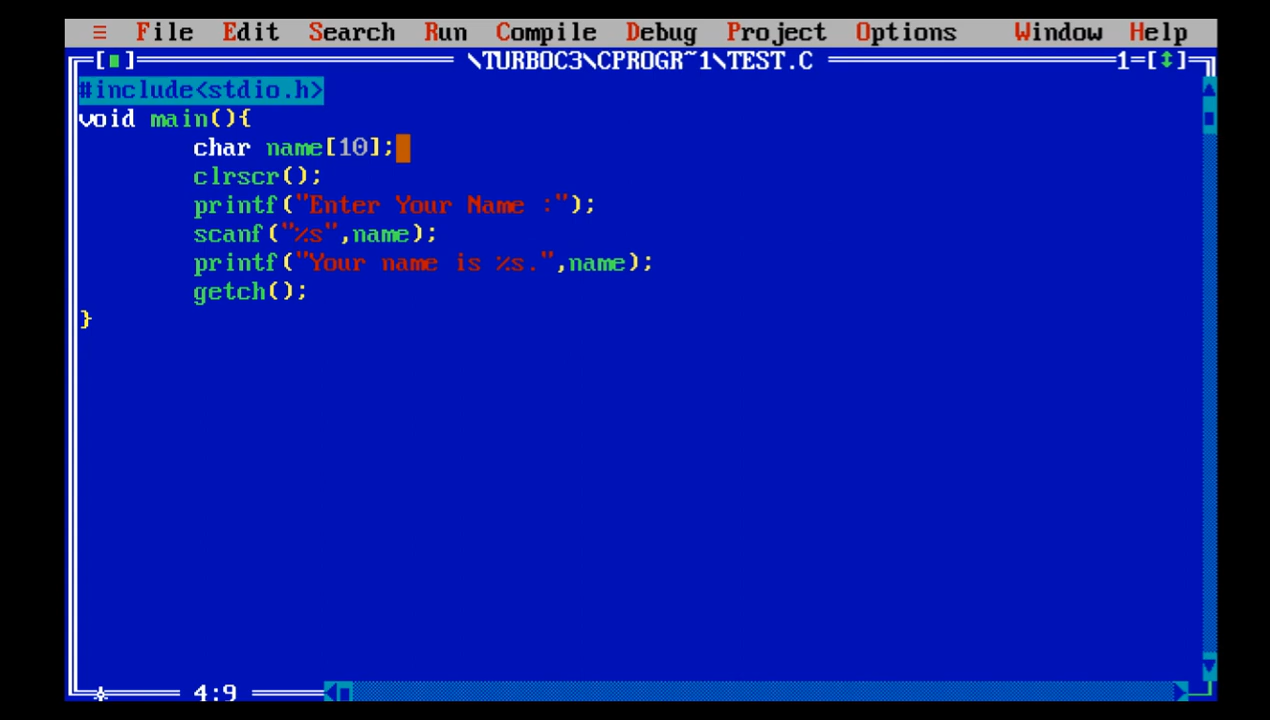 ≡ File Edit Search Run Compile Debug Project Options Window Help
[■] \TURBOC3\CPROGR~1\TEST.C 1=[↕]
#include<stdio.h>
void main(){
char name[10];
clrscr();
printf("Enter Your Name :");
scanf("%s",name);
printf("Your name is %s.",name);
getch();
}
* 4:9